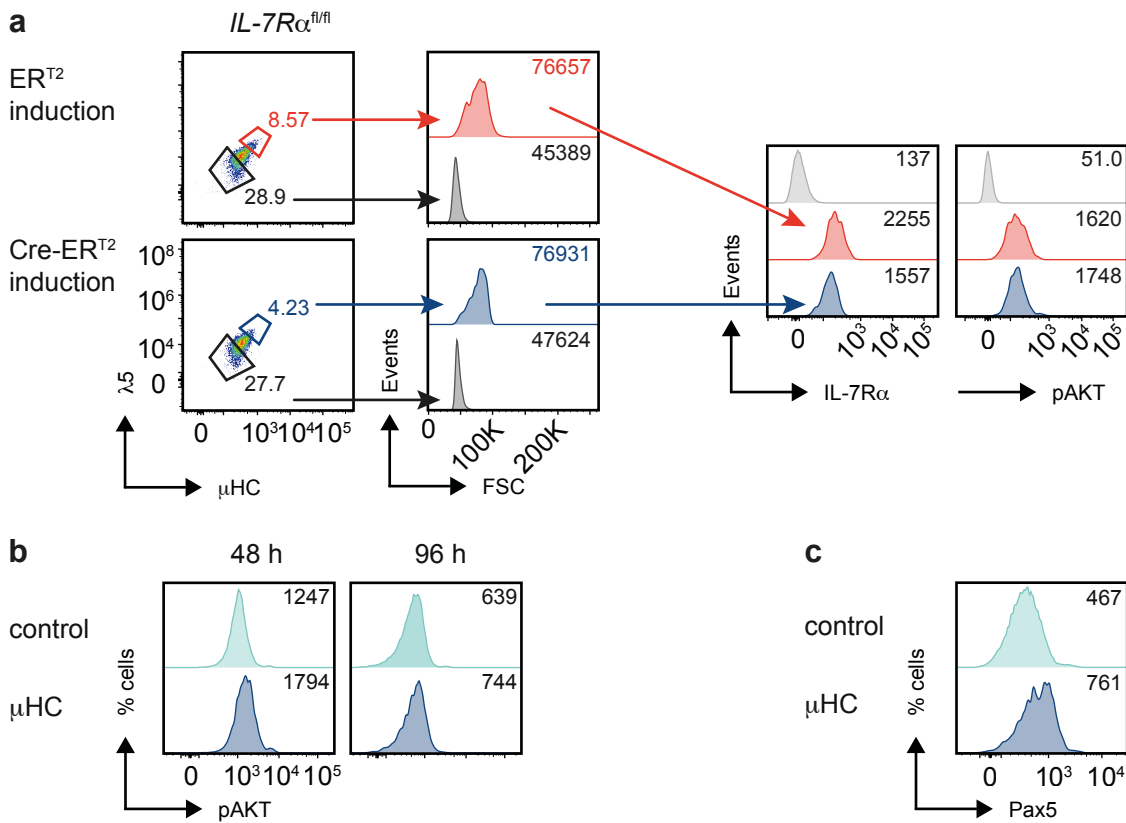 a
IL-7Rα^fl/fl
ER^T2
induction
8.57
28.9
76657
45389
137
2255
1557
51.0
1620
1748
Cre-ER^T2
induction
4.23
27.7
76931
47624
10^8
10^6
10^4
0
λ5
0 10^3 10^4 10^5
μHC
Events
0 100K 200K
FSC
Events
0 10^3 10^4 10^5
IL-7Rα
0 10^3 10^4 10^5
pAKT
b
48 h 96 h
control
μHC
1247
1794
639
744
% cells
0 10^3 10^4 10^5
pAKT
c
control
μHC
467
761
% cells
0 10^3 10^4
Pax5